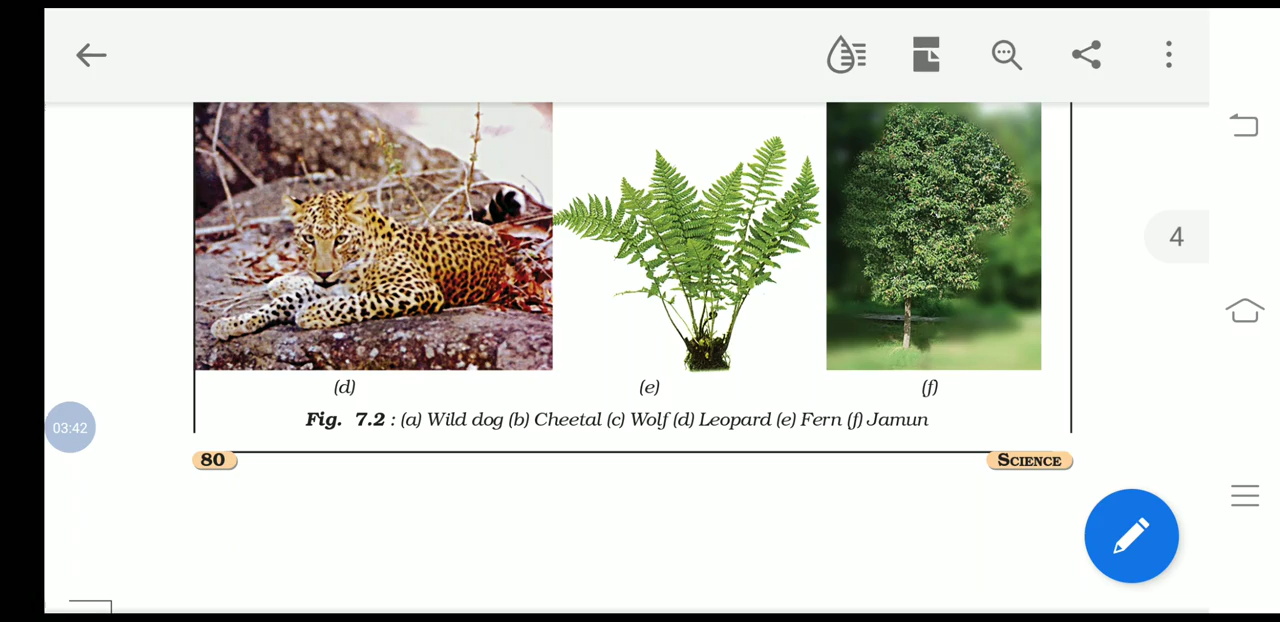 4
(d) (e) (f)
03:42
Fig. 7.2 : (a) Wild dog (b) Cheetal (c) Wolf (d) Leopard (e) Fern (f) Jamun
80 SCIENCE